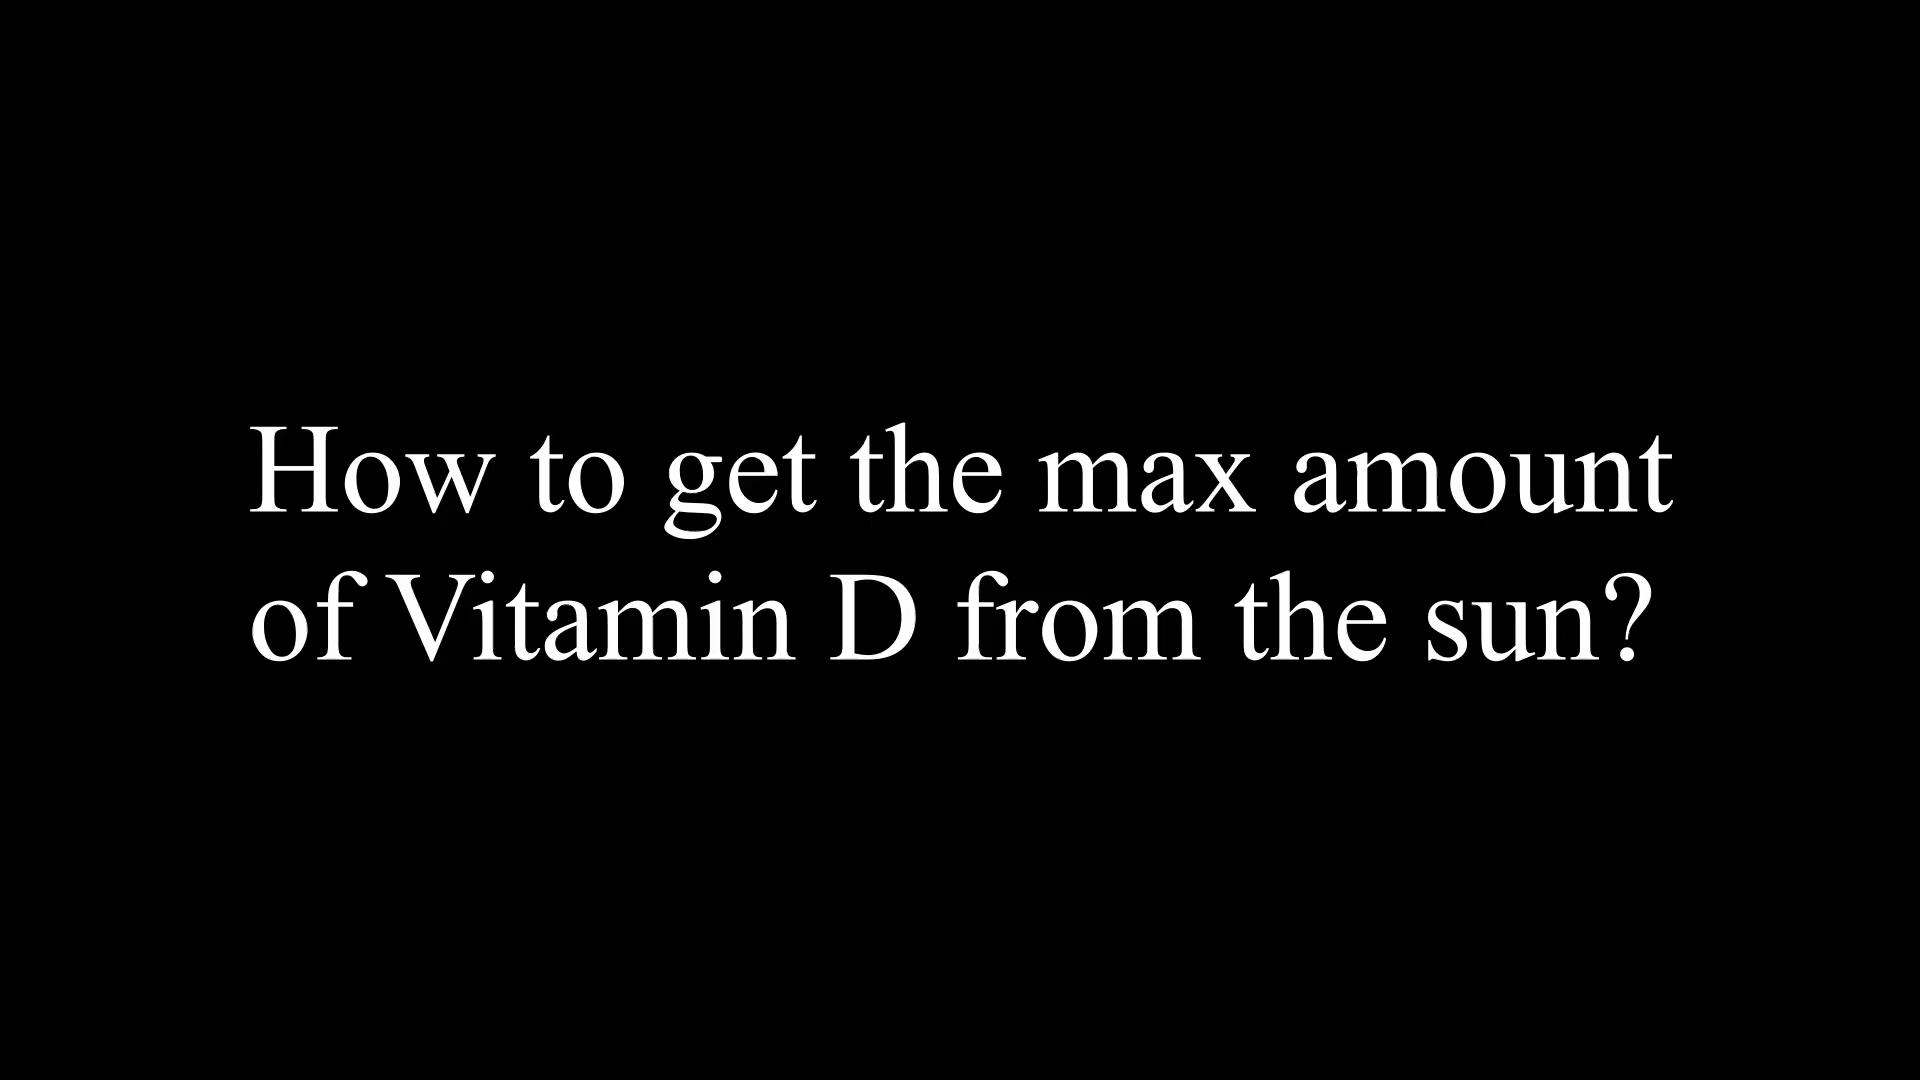 How to get the max amount
of Vitamin D from the sun?